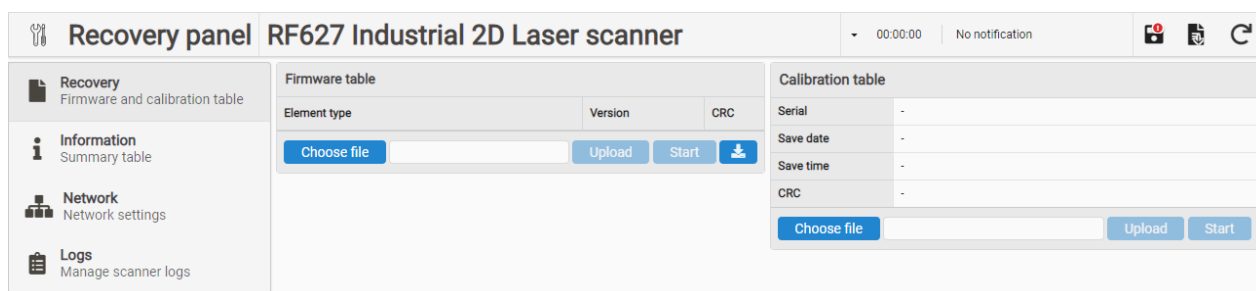 Recovery panel RF627 Industrial 2D Laser scanner
00:00:00 No notification
Recovery
Firmware and calibration table
Information
Summary table
Network
Network settings
Logs
Manage scanner logs
Firmware table
Element type Version CRC
Choose file Upload Start
Calibration table
Serial -
Save date -
Save time -
CRC -
Choose file Upload Start